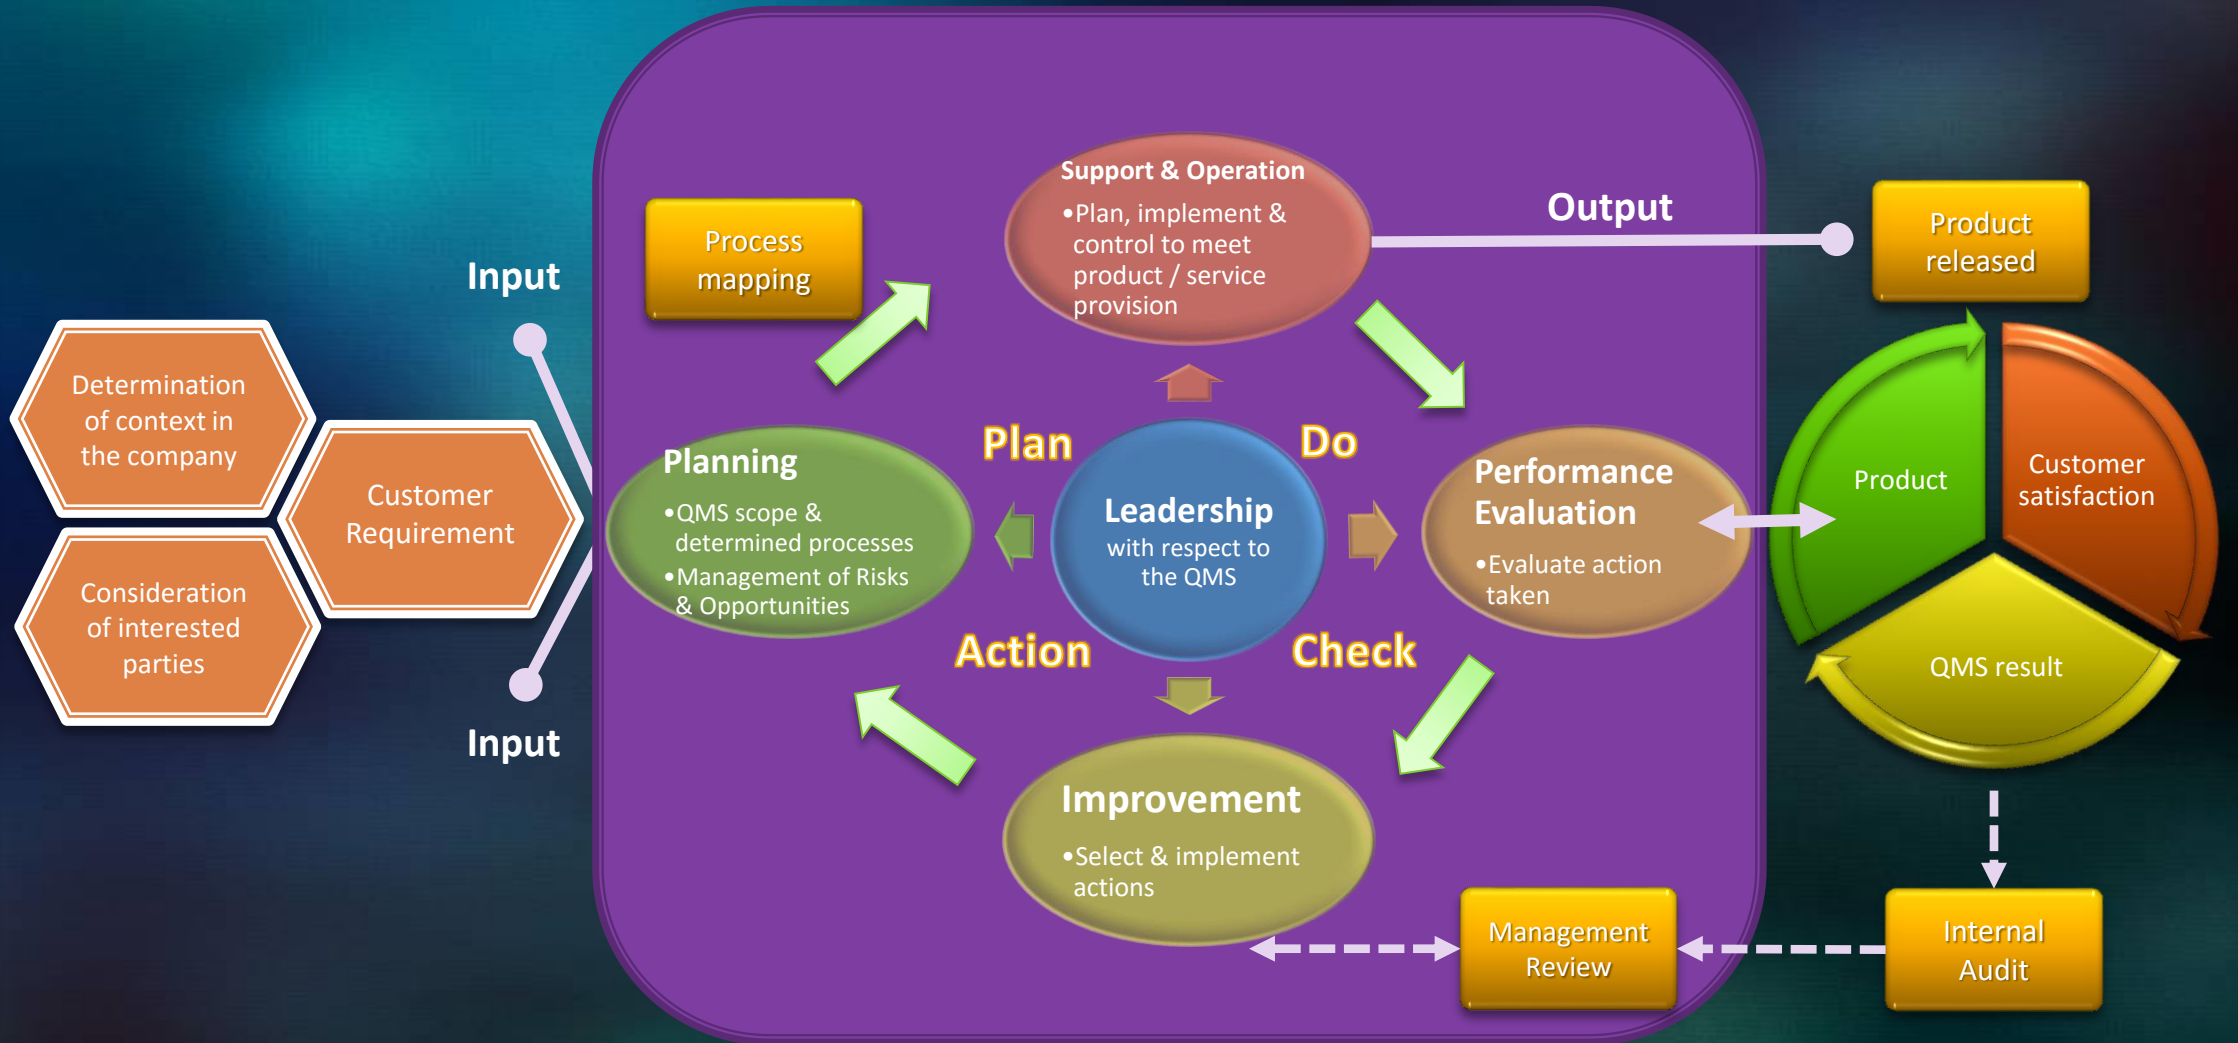 Determination
of context in
the company
Consideration
of interested
parties
Customer
Requirement
Input
Input
Process
mapping
Support & Operation
•Plan, implement &
control to meet
product / service
provision
Output
Product
released
Plan
Do
Planning
•QMS scope &
determined processes
•Management of Risks
& Opportunities
Leadership
with respect to
the QMS
Performance
Evaluation
•Evaluate action
taken
Action
Check
Improvement
•Select & implement
actions
Product
Customer
satisfaction
QMS result
Management
Review
Internal
Audit